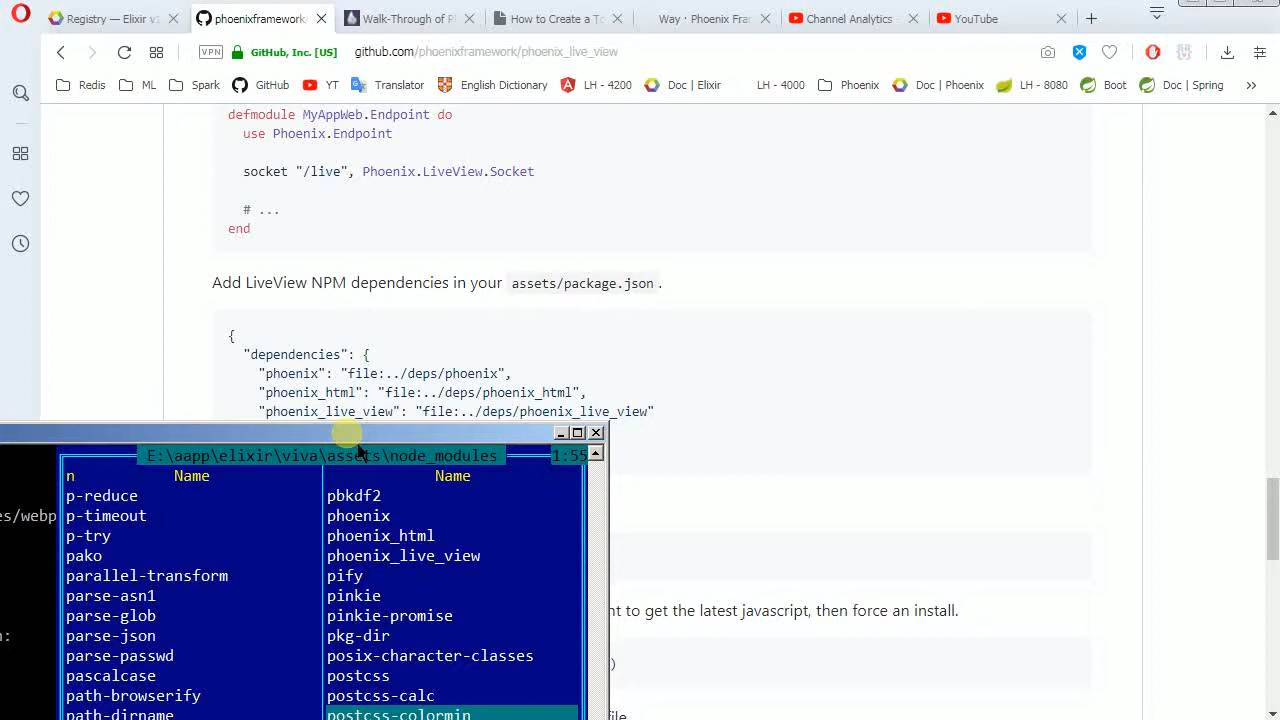 Registry — Elixir v
phoenixframework
Walk-Through of P
How to Create a To
Way · Phoenix Fra
Channel Analytics -
YouTube
VPN
GitHub, Inc. [US]
github.com/phoenixframework/phoenix_live_view
Redis
ML
Spark
GitHub
YT
Translator
English Dictionary
LH - 4200
Doc | Elixir
LH - 4000
Phoenix
Doc | Phoenix
LH - 8080
Boot
Doc | Spring
»
defmodule MyAppWeb.Endpoint do
use Phoenix.Endpoint
socket "/live", Phoenix.LiveView.Socket
# ...
end
Add LiveView NPM dependencies in your assets/package.json.
{
"dependencies": {
"phoenix": "file:../deps/phoenix",
"phoenix_html": "file:../deps/phoenix_html",
"phoenix_live_view": "file:../deps/phoenix_live_view"
E:\aapp\elixir\viva\assets\node_modules
1:55
n Name
p-reduce
p-timeout
p-try
pako
parallel-transform
parse-asn1
parse-glob
parse-json
parse-passwd
pascalcase
path-browserify
path-dirname
Name
pbkdf2
phoenix
phoenix_html
phoenix_live_view
pify
pinkie
pinkie-promise
pkg-dir
posix-character-classes
postcss
postcss-calc
postcss-colormin
es/webp
n:
nt to get the latest javascript, then force an install.
)
file